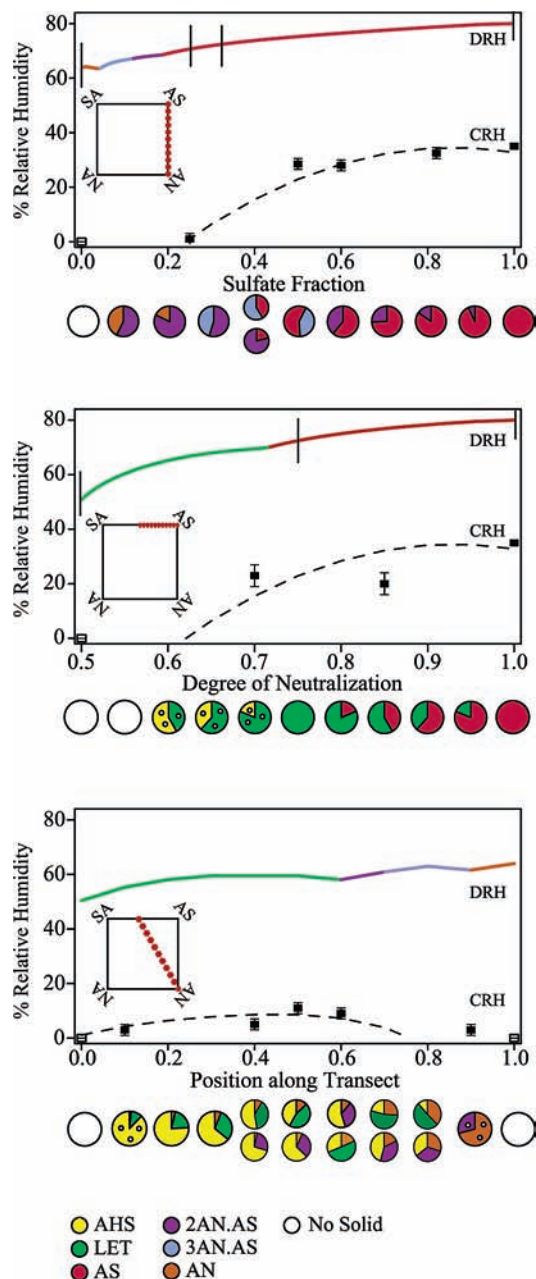 80
60
40
20
0
% Relative Humidity
DRH
CRH
SA
AS
NA
AN
0.0 0.2 0.4 0.6 0.8 1.0
Sulfate Fraction
80
60
40
20
0
% Relative Humidity
DRH
CRH
SA
AS
NA
AN
0.5 0.6 0.7 0.8 0.9 1.0
Degree of Neutralization
80
60
40
20
0
% Relative Humidity
DRH
CRH
SA
AS
NA
AN
0.0 0.2 0.4 0.6 0.8 1.0
Position along Transect
AHS 2AN.AS No Solid
LET 3AN.AS
AS AN